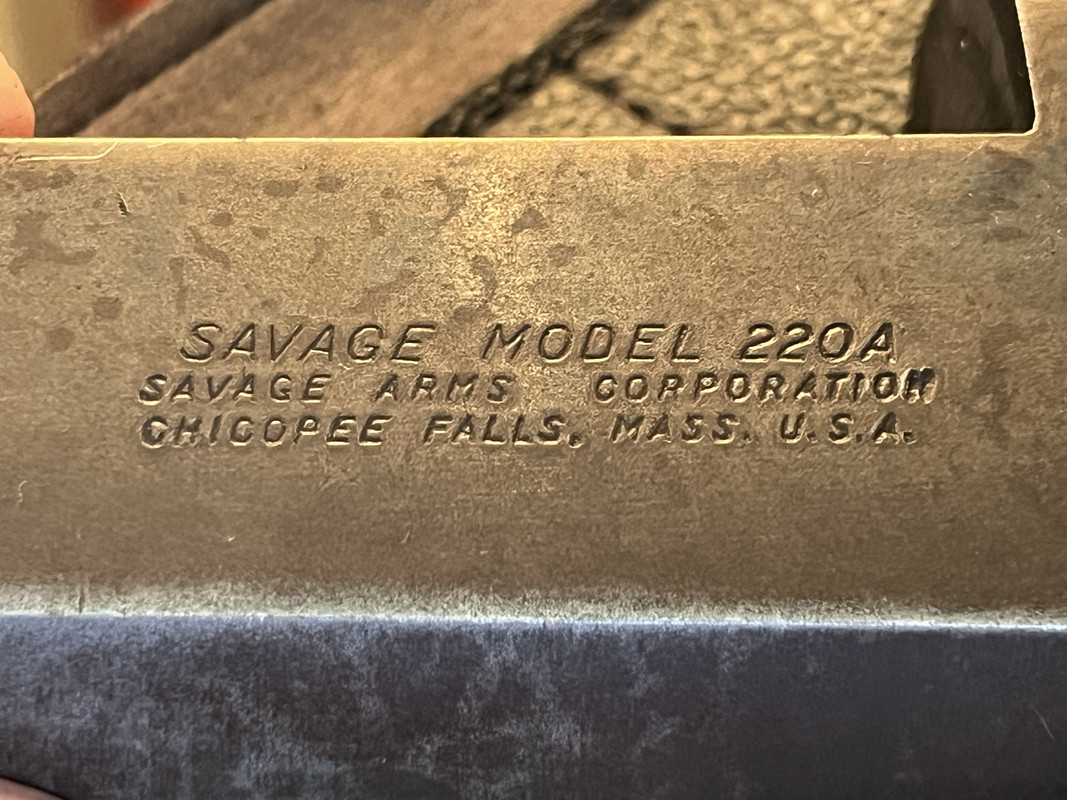 SAVAGE MODEL 220A
SAVAGE ARMS CORPORATION
CHICOPEE FALLS, MASS. U.S.A.